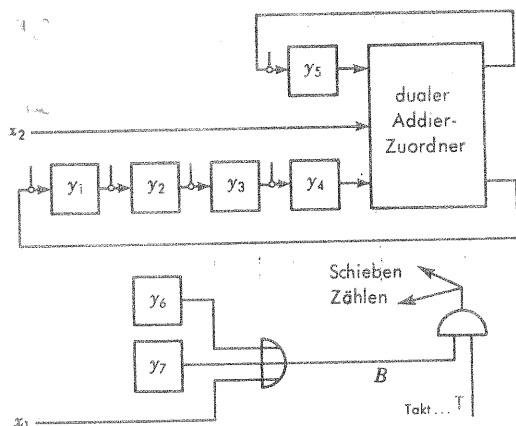 y5
dualer
Addier-
Zuordner
x2
y1
y2
y3
y4
Schieben
Zählen
y6
y7
B
x1
Takt... T